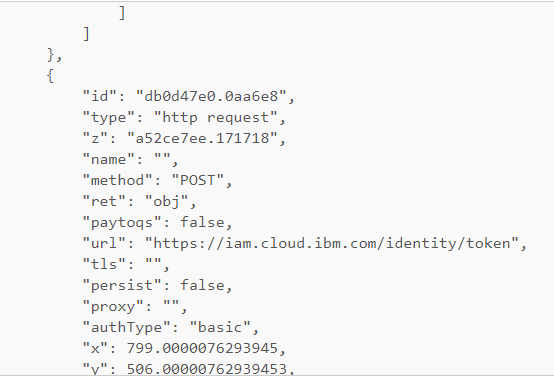 ]
]
},
{
"id": "db0d47e0.0aa6e8",
"type": "http request",
"z": "a52ce7ee.171718",
"name": "",
"method": "POST",
"ret": "obj",
"paytoqs": false,
"url": "https://iam.cloud.ibm.com/identity/token",
"tls": "",
"persist": false,
"proxy": "",
"authType": "basic",
"x": 799.0000076293945,
"y": 506.00000762939453,